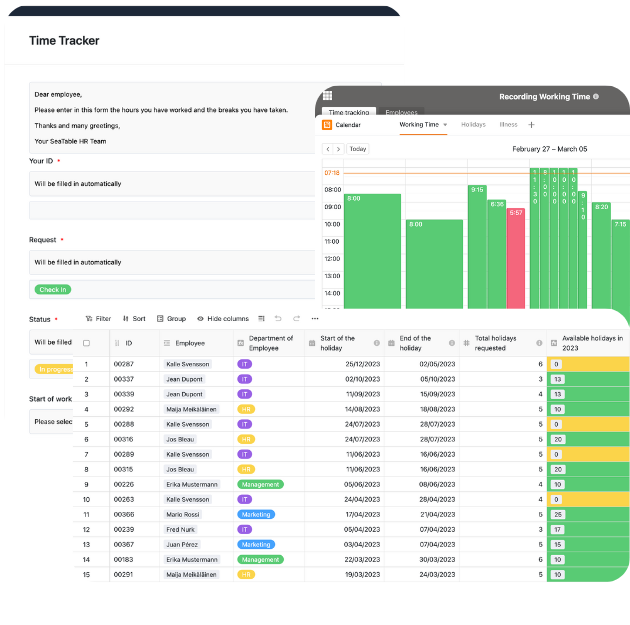 Time Tracker
Dear employee,
Please enter in this form the hours you have worked and the breaks you have taken.
Thanks and many greetings,
Your SeaTable HR Team
Your ID *
Will be filled in automatically
Request *
Will be filled in automatically
Check in
Status *
Will be filled
In progress
Start of work
Please selec
Recording Working Time
Time tracking Employees
Calendar Working Time Holidays Illness +
Today February 27 – March 05
07:18
08:00
09:00
10:00
11:00
12:00
13:00
14:00
8:00
8:00
9:15
8:36
5:57
11:30
8:00
10:00
10:00
10:00
9:10
8:20
7:15
Filter Sort Group Hide columns
ID Employee Department of Employee Start of the holiday End of the holiday Total holidays requested Available holidays in 2023
1 00287 Kalle Svensson IT 25/12/2023 02/05/2023 6 0
2 00337 Jean Dupont IT 02/10/2023 05/10/2023 3 13
3 00339 Jean Dupont IT 11/09/2023 15/09/2023 4 13
4 00292 Maija Meikäläinen HR 14/08/2023 18/08/2023 5 10
5 00288 Kalle Svensson IT 24/07/2023 28/07/2023 5 0
6 00316 Jos Bleau HR 24/07/2023 28/07/2023 5 20
7 00289 Kalle Svensson IT 11/06/2023 16/06/2023 5 0
8 00315 Jos Bleau HR 11/06/2023 16/06/2023 5 20
9 00226 Erika Mustermann Management 05/06/2023 08/06/2023 4 10
10 00263 Kalle Svensson IT 24/04/2023 28/04/2023 4 0
11 00366 Mario Rossi Marketing 17/04/2023 21/04/2023 5 25
12 00239 Fred Nurk IT 05/04/2023 07/04/2023 3 17
13 00367 Juan Pérez Marketing 03/04/2023 07/04/2023 5 15
14 00183 Erika Mustermann Management 22/03/2023 30/03/2023 6 10
15 00291 Maija Meikäläinen HR 19/03/2023 24/03/2023 5 10